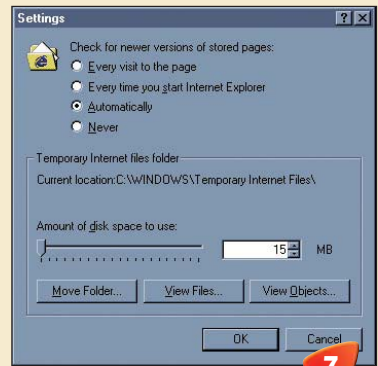 Settings
Check for newer versions of stored pages:
Every visit to the page
Every time you start Internet Explorer
Automatically
Never
Temporary Internet files folder
Current location:C:\WINDOWS\Temporary Internet Files\
Amount of disk space to use:
15 MB
Move Folder... View Files... View Objects...
OK Cancel
7